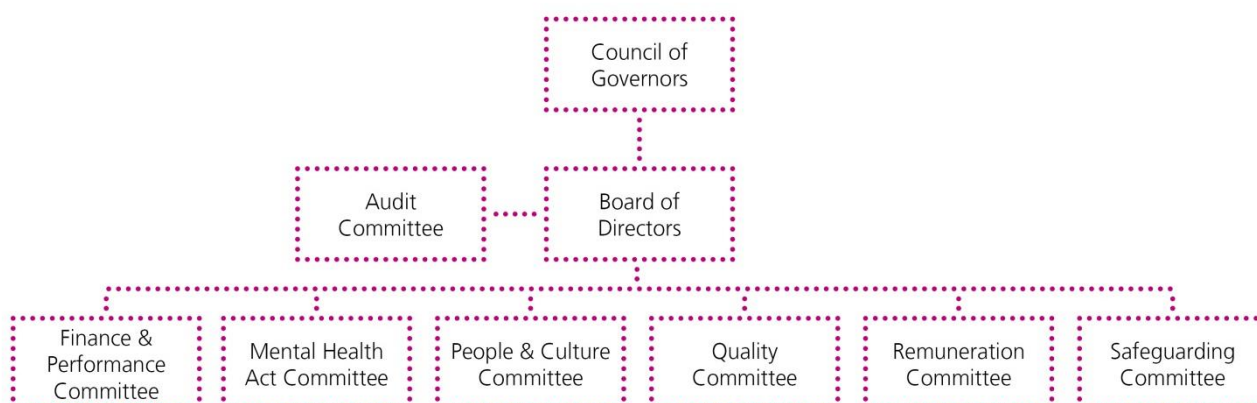 Council of
Governors
Audit
Committee
Board of
Directors
Finance &
Performance
Committee
Mental Health
Act Committee
People & Culture
Committee
Quality
Committee
Remuneration
Committee
Safeguarding
Committee